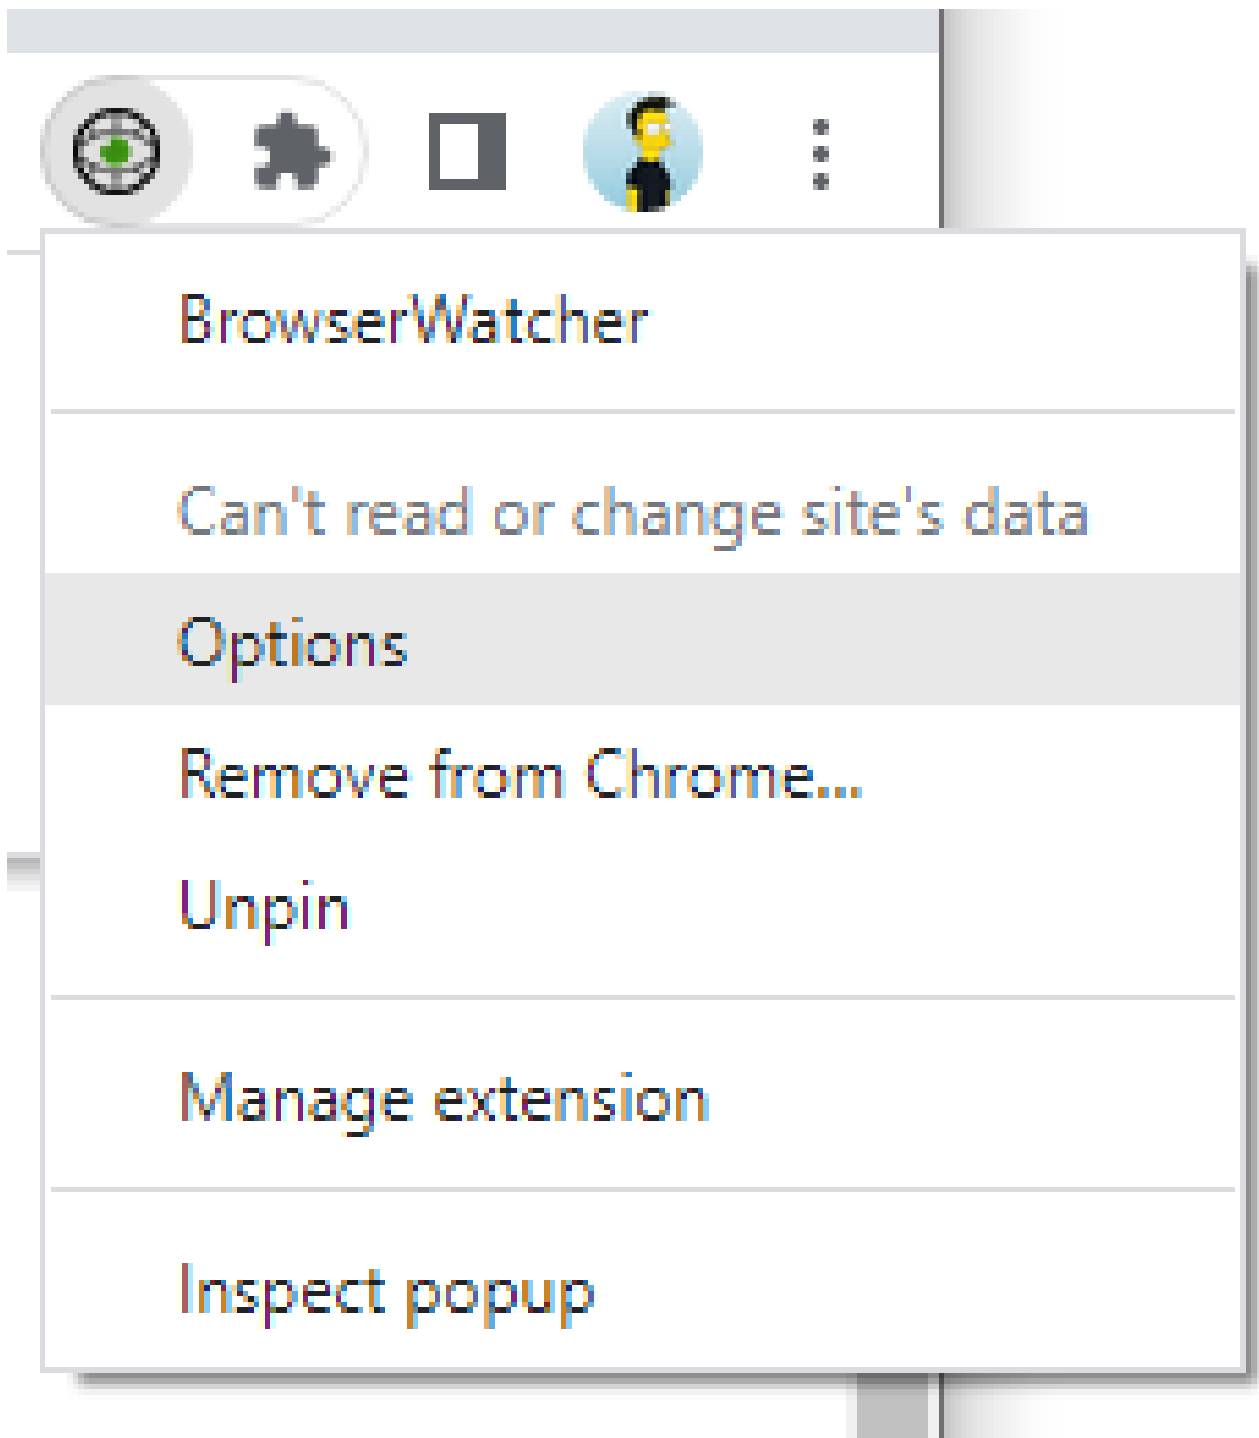 BrowserWatcher
Can't read or change site's data
Options
Remove from Chrome...
Unpin
Manage extension
Inspect popup